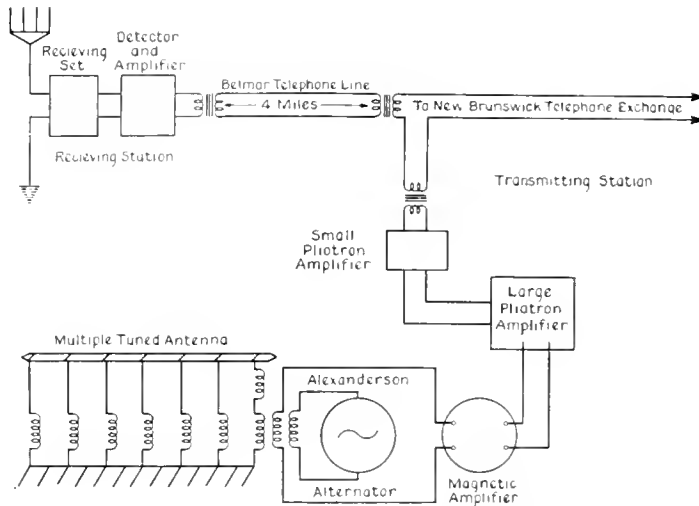 Recieving
Set
Detector
and
Amplifier
Belmar Telephone Line
4 Miles
To New Brunswick Telephone Exchange
Recieving Station
Transmitting Station
Small
Pliotron
Amplifier
Large
Pliotron
Amplifier
Multiple Tuned Antenna
Alexanderson
Alternator
Magnetic
Amplifier